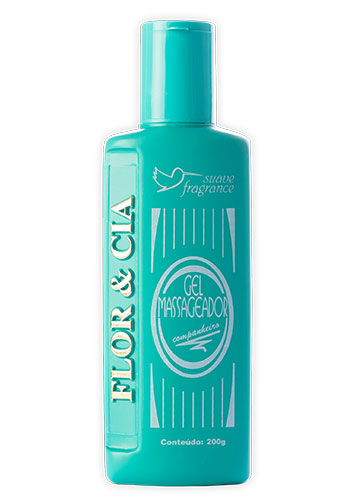 suave
fragrance
FLOR & CIA
GEL
MASSAGEADOR
companheiro
Conteúdo: 200g